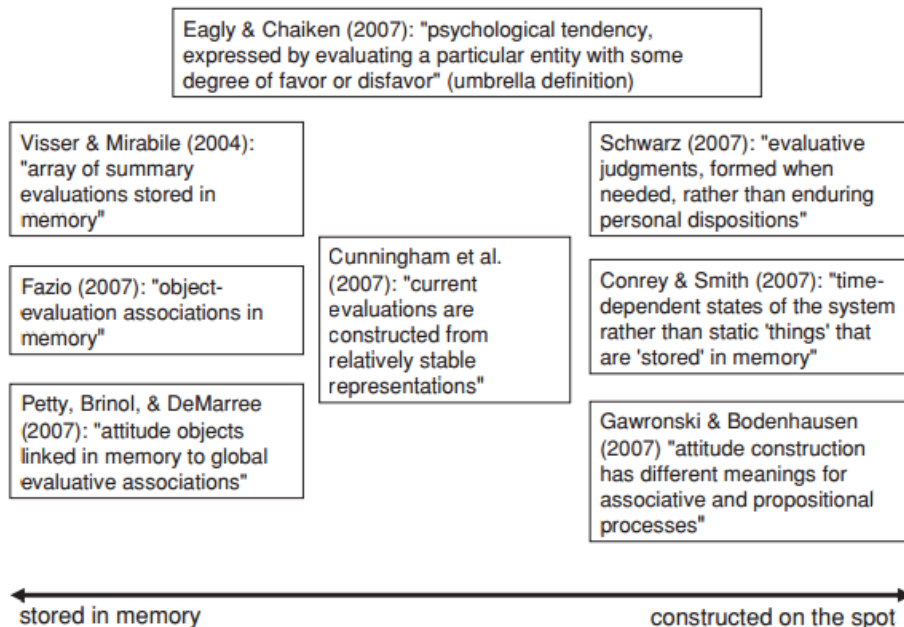 Eagly & Chaiken (2007): "psychological tendency,
expressed by evaluating a particular entity with some
degree of favor or disfavor" (umbrella definition)
Visser & Mirabile (2004):
"array of summary
evaluations stored in
memory"
Fazio (2007): "object-
evaluation associations in
memory"
Petty, Brinol, & DeMarree
(2007): "attitude objects
linked in memory to global
evaluative associations"
Cunningham et al.
(2007): "current
evaluations are
constructed from
relatively stable
representations"
Schwarz (2007): "evaluative
judgments, formed when
needed, rather than enduring
personal dispositions"
Conrey & Smith (2007): "time-
dependent states of the system
rather than static 'things' that
are 'stored' in memory"
Gawronski & Bodenhausen
(2007) "attitude construction
has different meanings for
associative and propositional
processes"
stored in memory
constructed on the spot